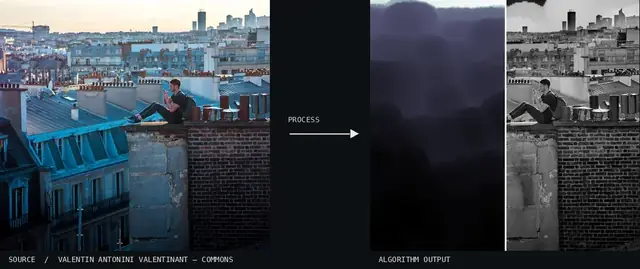 PROCESS
SOURCE / VALENTIN ANTONINI VALENTINANT — COMMONS
ALGORITHM OUTPUT